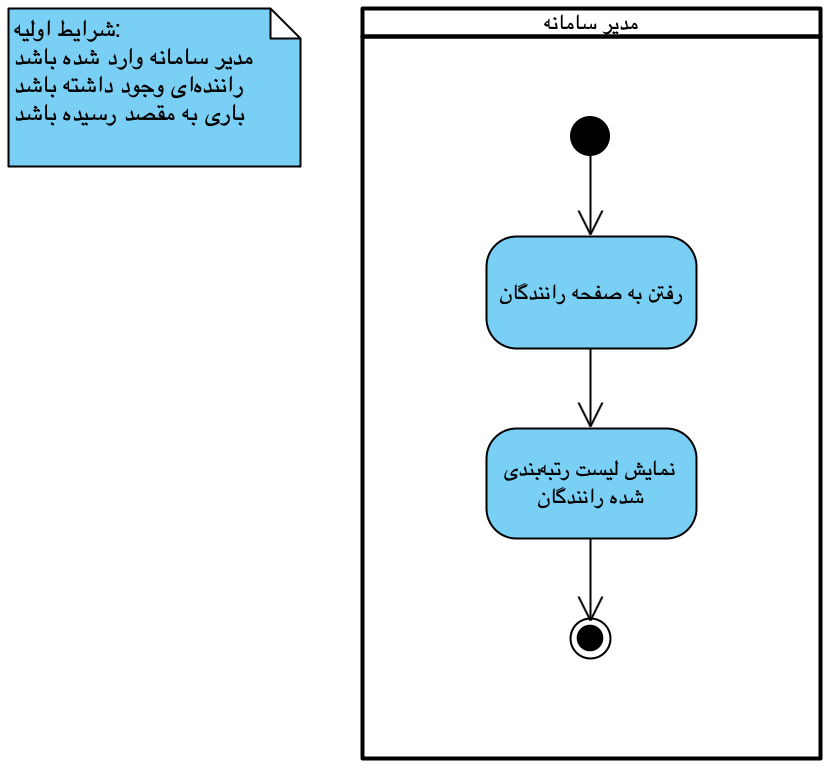 شرایط اولیه:
مدیر سامانه وارد شده باشد
راننده‌ای وجود داشته باشد
باری به مقصد رسیده باشد
مدیر سامانه
رفتن به صفحه رانندگان
نمایش لیست رتبه‌بندی
شده رانندگان